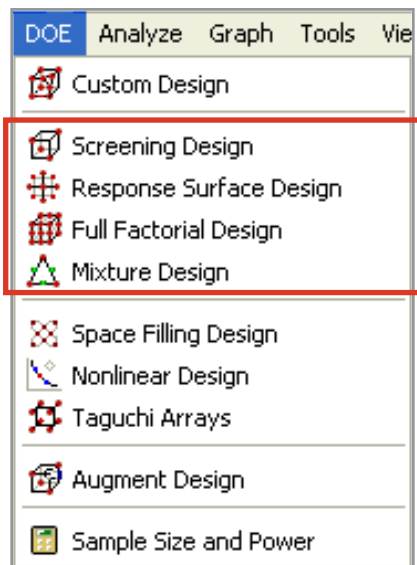 DOE Analyze Graph Tools Vie
Custom Design
Screening Design
Response Surface Design
Full Factorial Design
Mixture Design
Space Filling Design
Nonlinear Design
Taguchi Arrays
Augment Design
Sample Size and Power